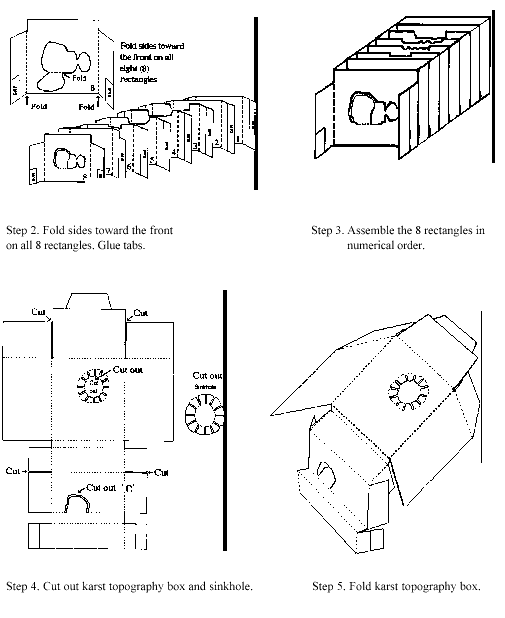 Fold sides toward
the front on all
eight (8)
rectangles
Fold
8
Fold
Fold
Step 2. Fold sides toward the front
on all 8 rectangles. Glue tabs.
Step 3. Assemble the 8 rectangles in
numerical order.
Cut
Cut
Cut out
Cut out
Sinkhole
Cut
Cut
Cut out 'C'
Step 4. Cut out karst topography box and sinkhole.
Step 5. Fold karst topography box.